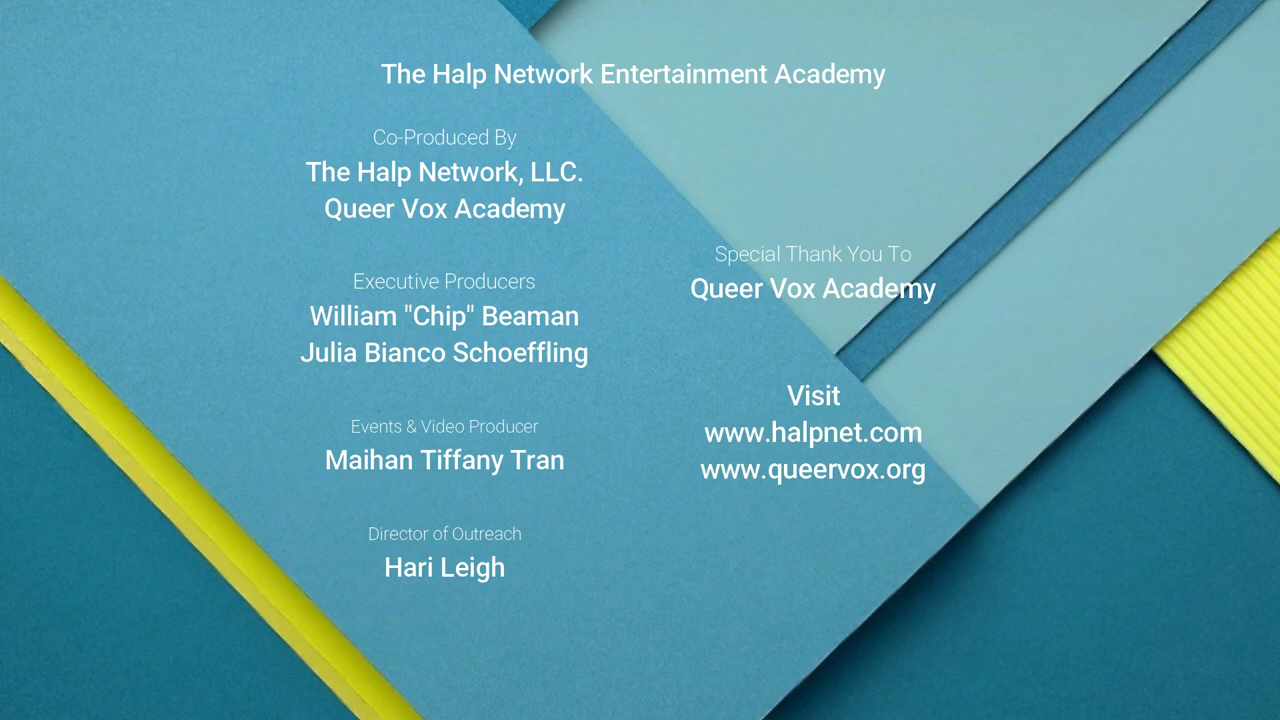 The Halp Network Entertainment Academy
Co-Produced By
The Halp Network, LLC.
Queer Vox Academy
Executive Producers
William "Chip" Beaman
Julia Bianco Schoeffling
Events & Video Producer
Maihan Tiffany Tran
Director of Outreach
Hari Leigh
Special Thank You To
Queer Vox Academy
Visit
www.halpnet.com
www.queervox.org